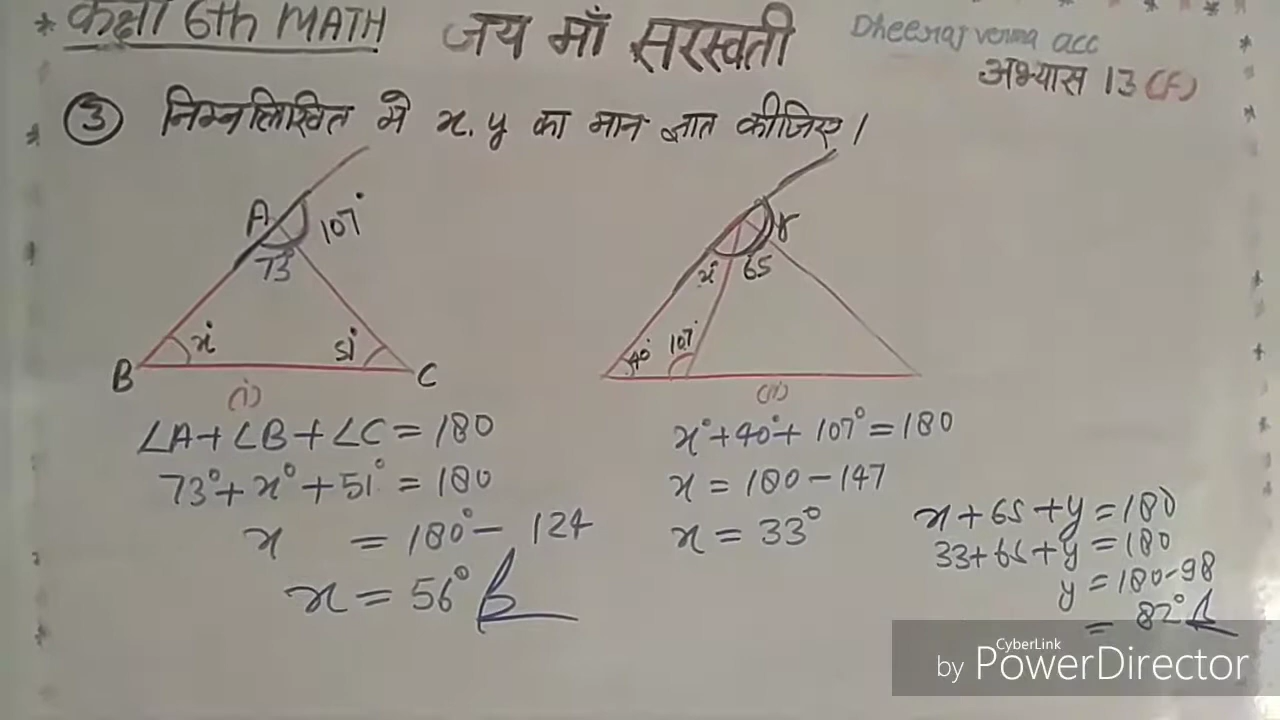 * कक्षा 6th MATH जय माँ सरस्वती Dheeraj verma acc
अभ्यास 13(F)
③ निम्नलिखित मे x, y का मान ज्ञात कीजिए।
A 107°
73°
x° 51°
B C
(i)
y
x° 65
40° 107°
(ii)
∠A+∠B+∠C = 180
73°+x°+51° = 180
x = 180° - 124
x = 56°
x°+40°+107° = 180
x = 180-147
x = 33°
x+65+y = 180
33+65+y = 180
y = 180-98
= 82°
CyberLink
by PowerDirector